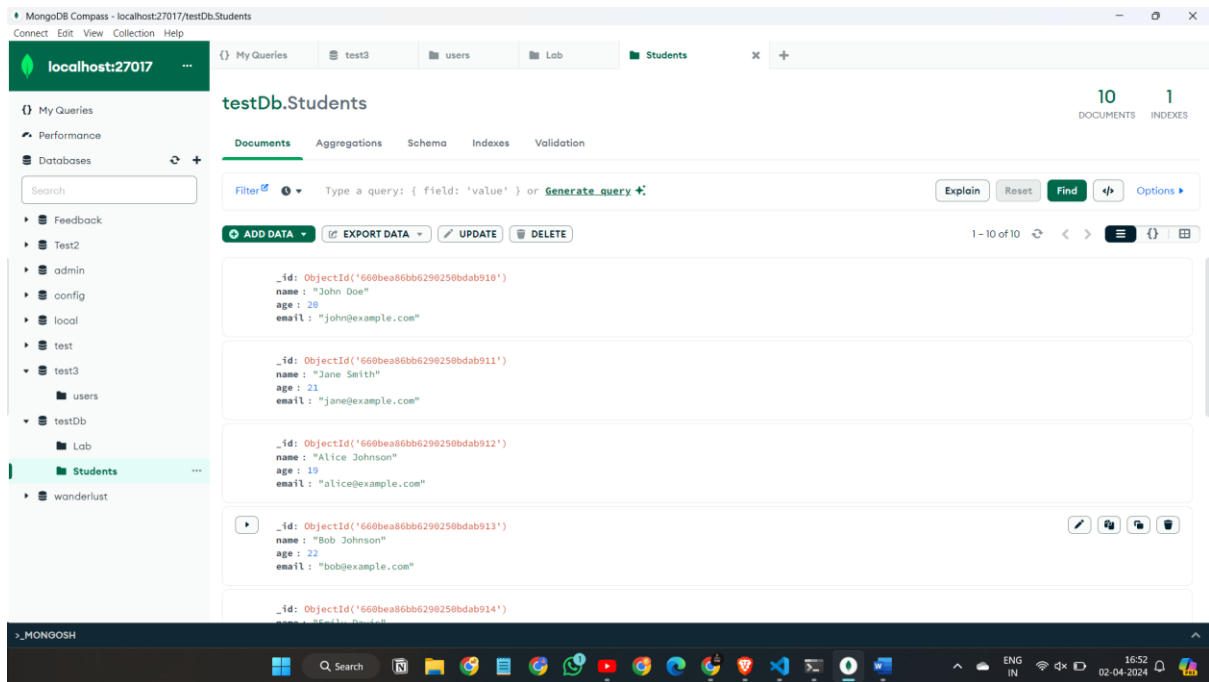 MongoDB Compass - localhost:27017/testDb.Students
Connect Edit View Collection Help
localhost:27017 ...
{} My Queries test3 users Lab Students
{} My Queries
Performance
Databases
Search
Feedback
Test2
admin
config
local
test
test3
users
testDb
Lab
Students ...
wanderlust
testDb.Students
10 1
DOCUMENTS INDEXES
Documents Aggregations Schema Indexes Validation
Filter Type a query: { field: 'value' } or Generate query Explain Reset Find </> Options
ADD DATA EXPORT DATA UPDATE DELETE 1 – 10 of 10 {}
_id: ObjectId('660bea86bb6290250bdab910')
name : "John Doe"
age : 20
email : "john@example.com"
_id: ObjectId('660bea86bb6290250bdab911')
name : "Jane Smith"
age : 21
email : "jane@example.com"
_id: ObjectId('660bea86bb6290250bdab912')
name : "Alice Johnson"
age : 19
email : "alice@example.com"
_id: ObjectId('660bea86bb6290250bdab913')
name : "Bob Johnson"
age : 22
email : "bob@example.com"
_id: ObjectId('660bea86bb6290250bdab914')
name : "Emily Davis"
>_MONGOSH
Search
ENG
IN
16:52
02-04-2024